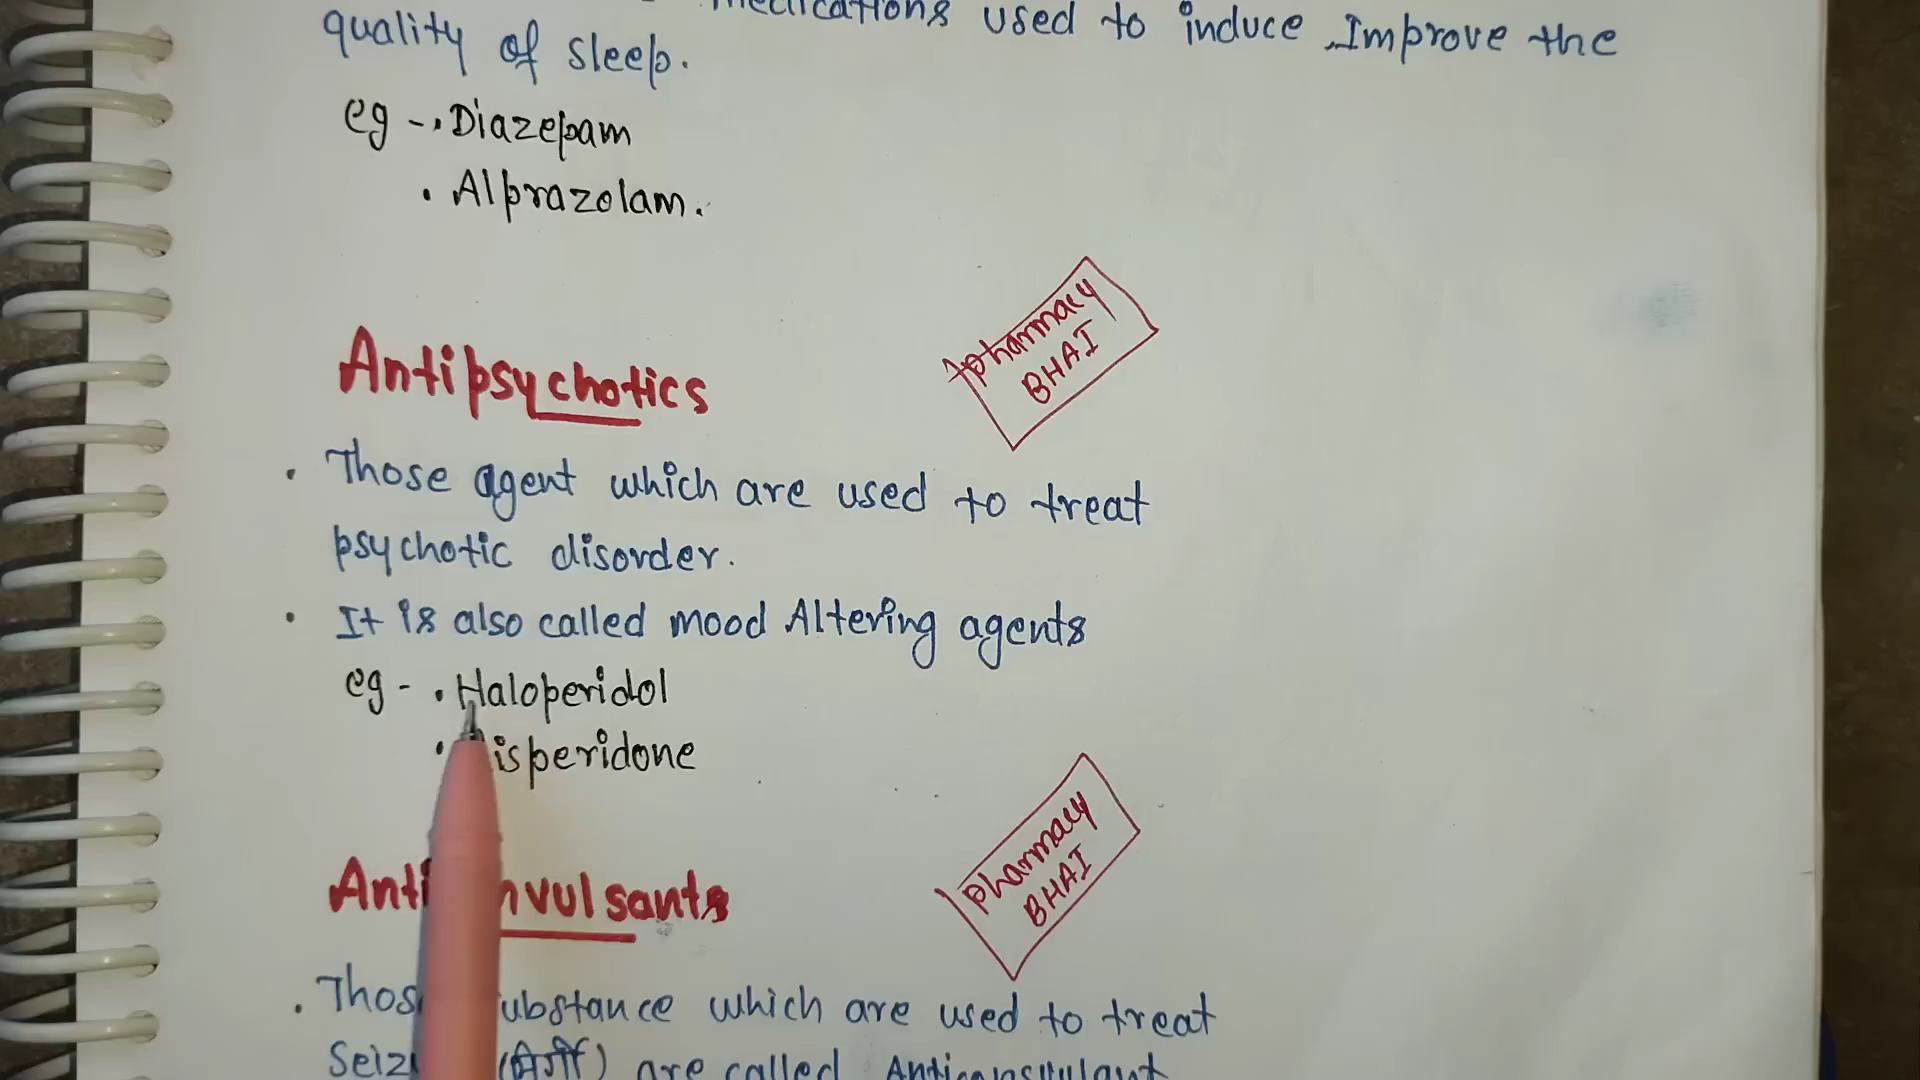 medications used to induce, Improve the
quality of sleep.
eg - • Diazepam
• Alprazolam.
pharmacy
BHAI
Antipsychotics
• Those agent which are used to treat
psychotic disorder.
• It is also called mood Altering agents
eg - • Haloperidol
• isperidone
pharmacy
BHAI
Anti nvulsants
• Thos ubstance which are used to treat
Seiz (मिर्गी) are called